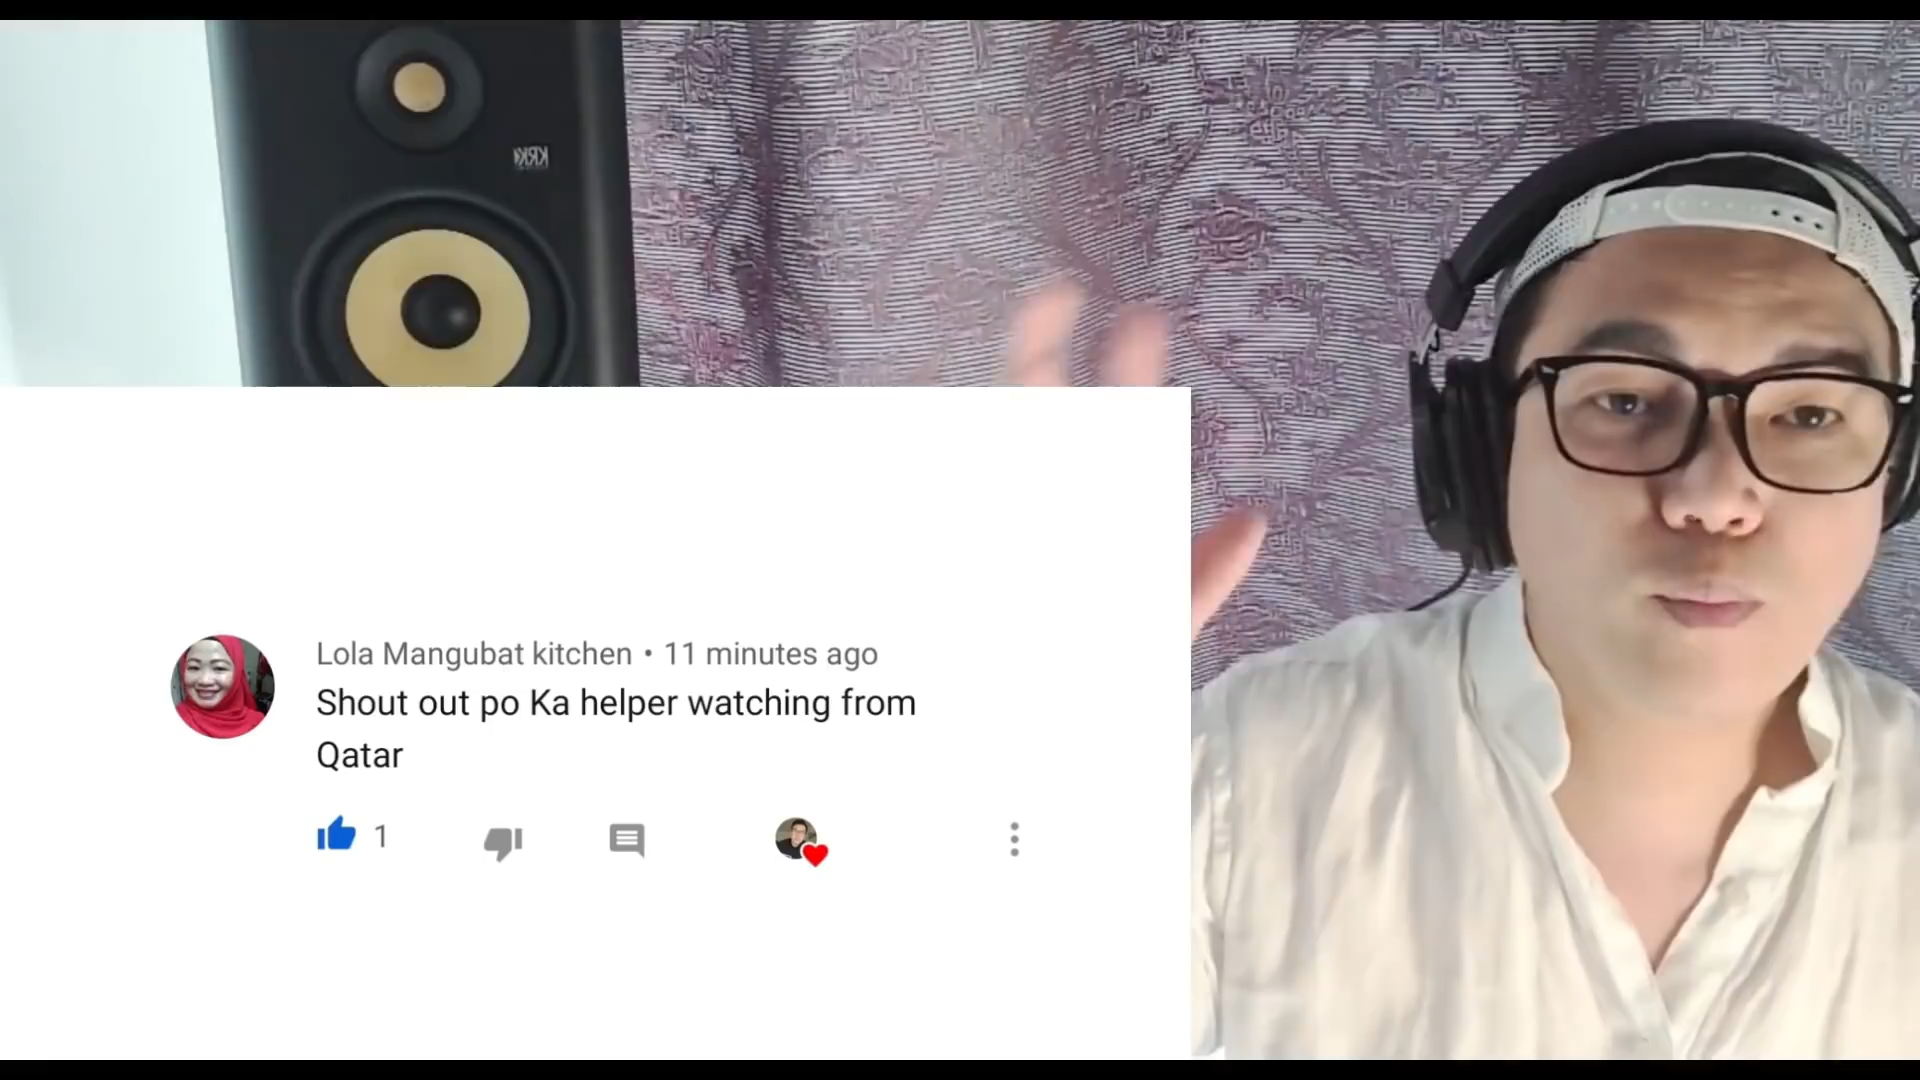 KRK
Lola Mangubat kitchen • 11 minutes ago
Shout out po Ka helper watching from
Qatar
1